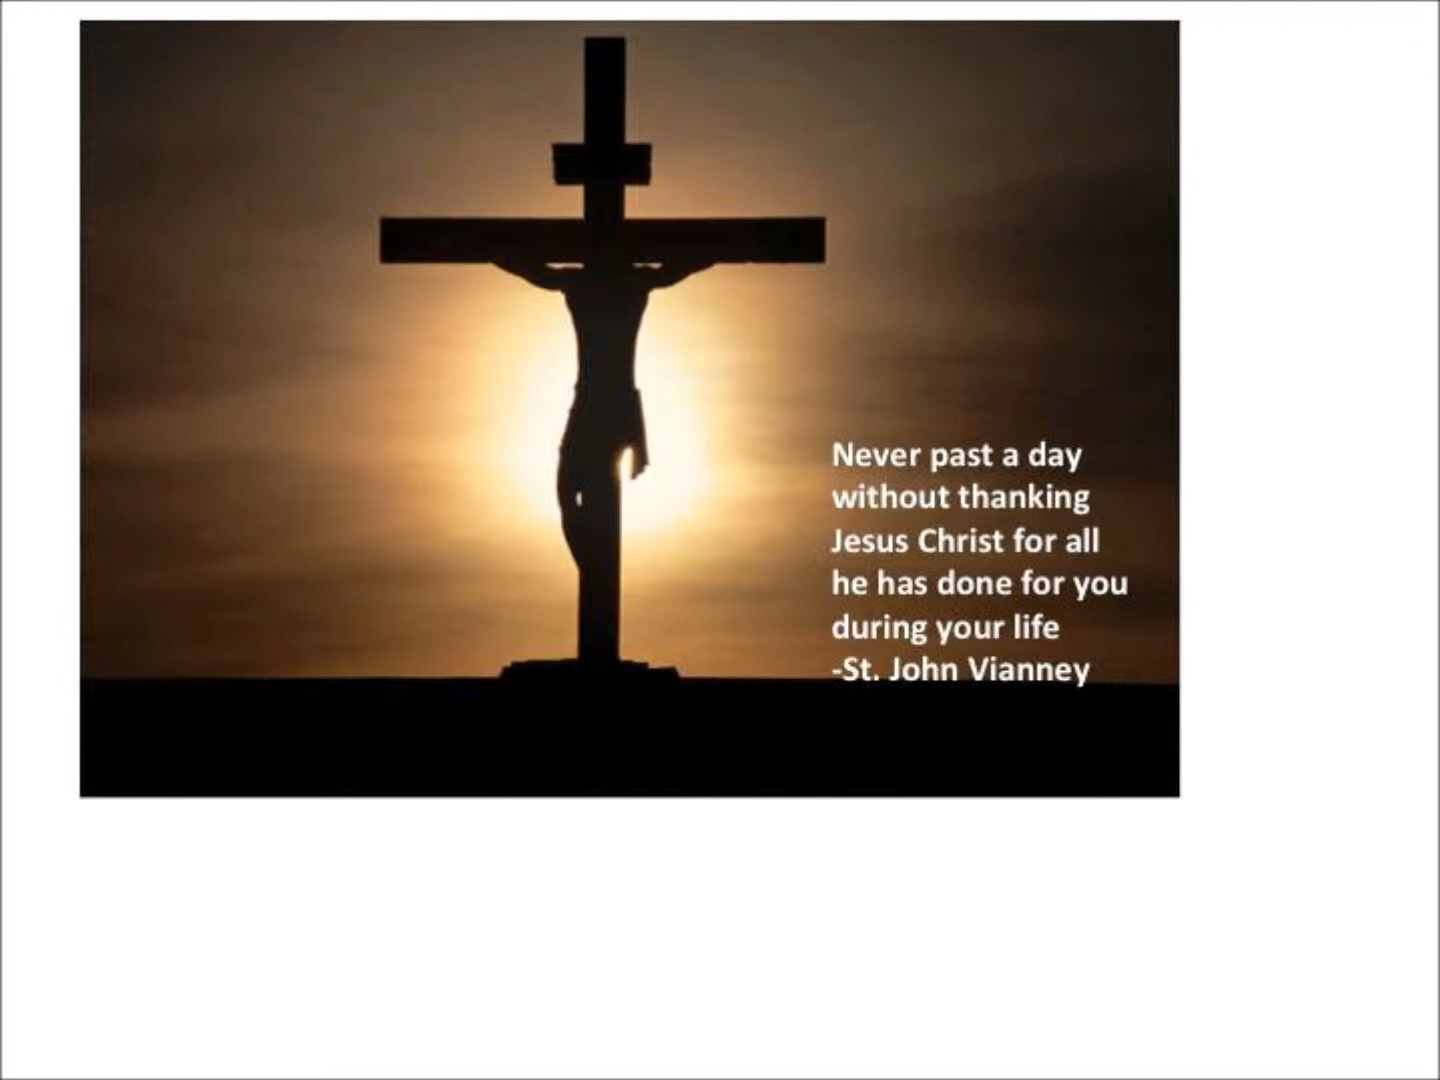 Never past a day
without thanking
Jesus Christ for all
he has done for you
during your life
-St. John Vianney